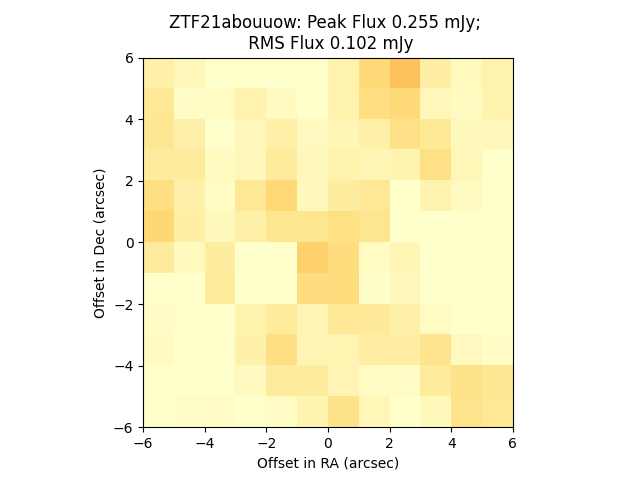 ZTF21abouuow: Peak Flux 0.255 mJy;
RMS Flux 0.102 mJy
6
4
2
0
−2
−4
−6
Offset in Dec (arcsec)
−6 −4 −2 0 2 4 6
Offset in RA (arcsec)